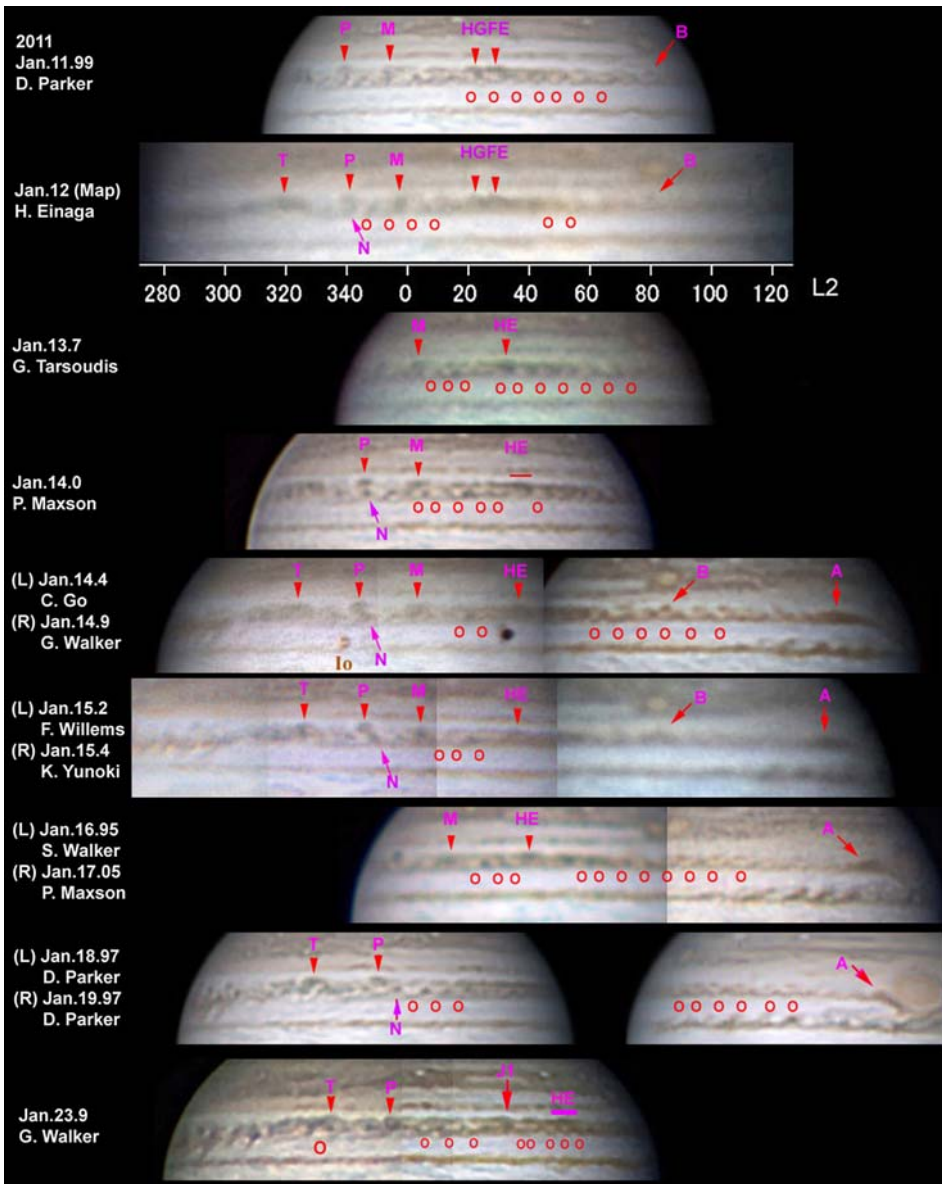 2011
Jan.11.99
D. Parker
P M HGFE B
o o o o o o o
Jan.12 (Map)
H. Einaga
T P M HGFE B
N o o o o o o
280 300 320 340 0 20 40 60 80 100 120 L2
Jan.13.7
G. Tarsoudis
M HE
o o o o o o o o o o
Jan.14.0
P. Maxson
P M HE
o o o o o o
N
(L) Jan.14.4
C. Go
(R) Jan.14.9
G. Walker
T P M HE B A
o o o o o o o o
Io N
(L) Jan.15.2
F. Willems
(R) Jan.15.4
K. Yunoki
T P M HE B A
N o o o
(L) Jan.16.95
S. Walker
(R) Jan.17.05
P. Maxson
M HE A
o o o o o o o o o o o
(L) Jan.18.97
D. Parker
(R) Jan.19.97
D. Parker
T P A
o o o o o o o o o
N
Jan.23.9
G. Walker
T P J1 HE
o o o o o o o o o